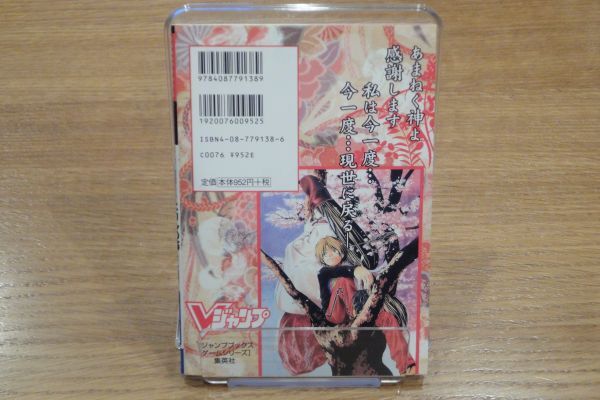 あまねく神よ
感謝します
私は今一度‥
今一度…現世に戻る―
9784087791389
1920076009525
ISBN4-08-779138-6
C0076 ¥952E
定価[本体952円+税]
Vジャンプ
[ジャンプブックス
ゲームシリーズ]
集英社